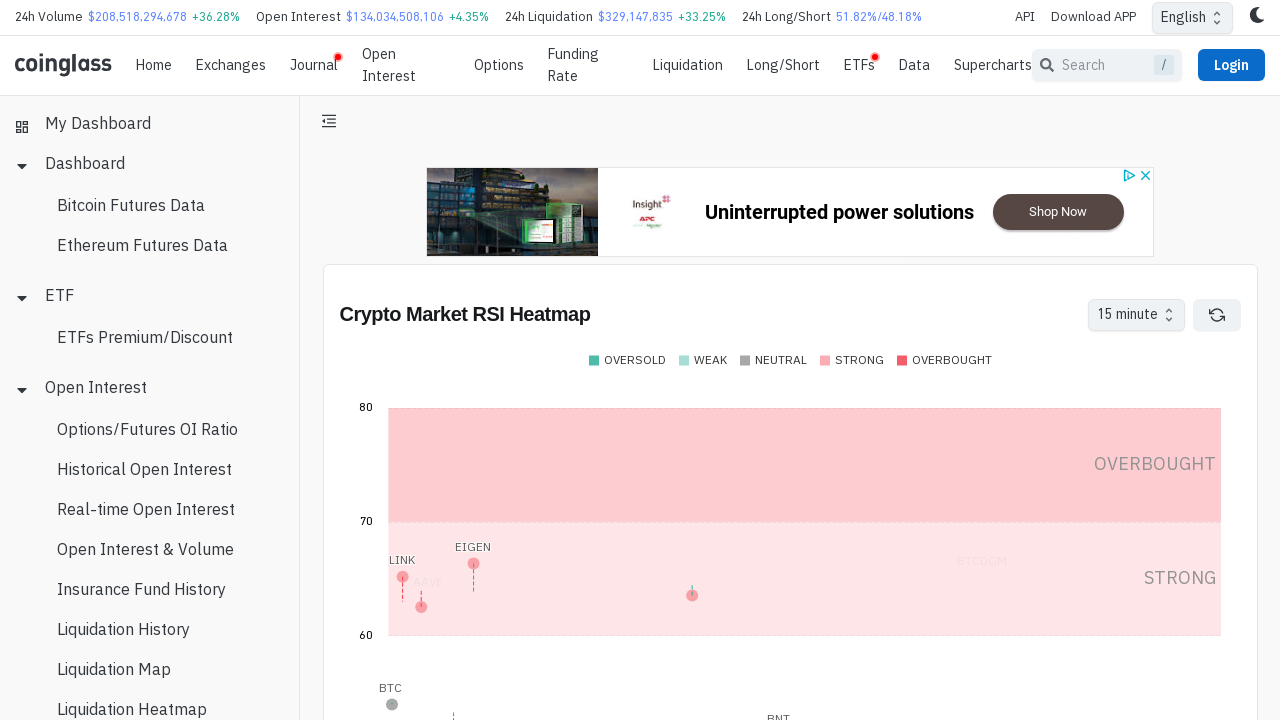 24h Volume $208,518,294,678 +36.28% Open Interest $134,034,508,106 +4.35% 24h Liquidation $329,147,835 +33.25% 24h Long/Short 51.82%/48.18% API Download APP English
coinglass Home Exchanges Journal Open Interest Options Funding Rate Liquidation Long/Short ETFs Data Supercharts Search / Login
My Dashboard
Dashboard
Bitcoin Futures Data
Ethereum Futures Data
ETF
ETFs Premium/Discount
Open Interest
Options/Futures OI Ratio
Historical Open Interest
Real-time Open Interest
Open Interest & Volume
Insurance Fund History
Liquidation History
Liquidation Map
Liquidation Heatmap
Insight
APC
Uninterrupted power solutions
Shop Now
Crypto Market RSI Heatmap
15 minute
OVERSOLD WEAK NEUTRAL STRONG OVERBOUGHT
80
OVERBOUGHT
70
EIGEN
LINK
BTCDOM
AAVE
STRONG
60
BTC
BNT